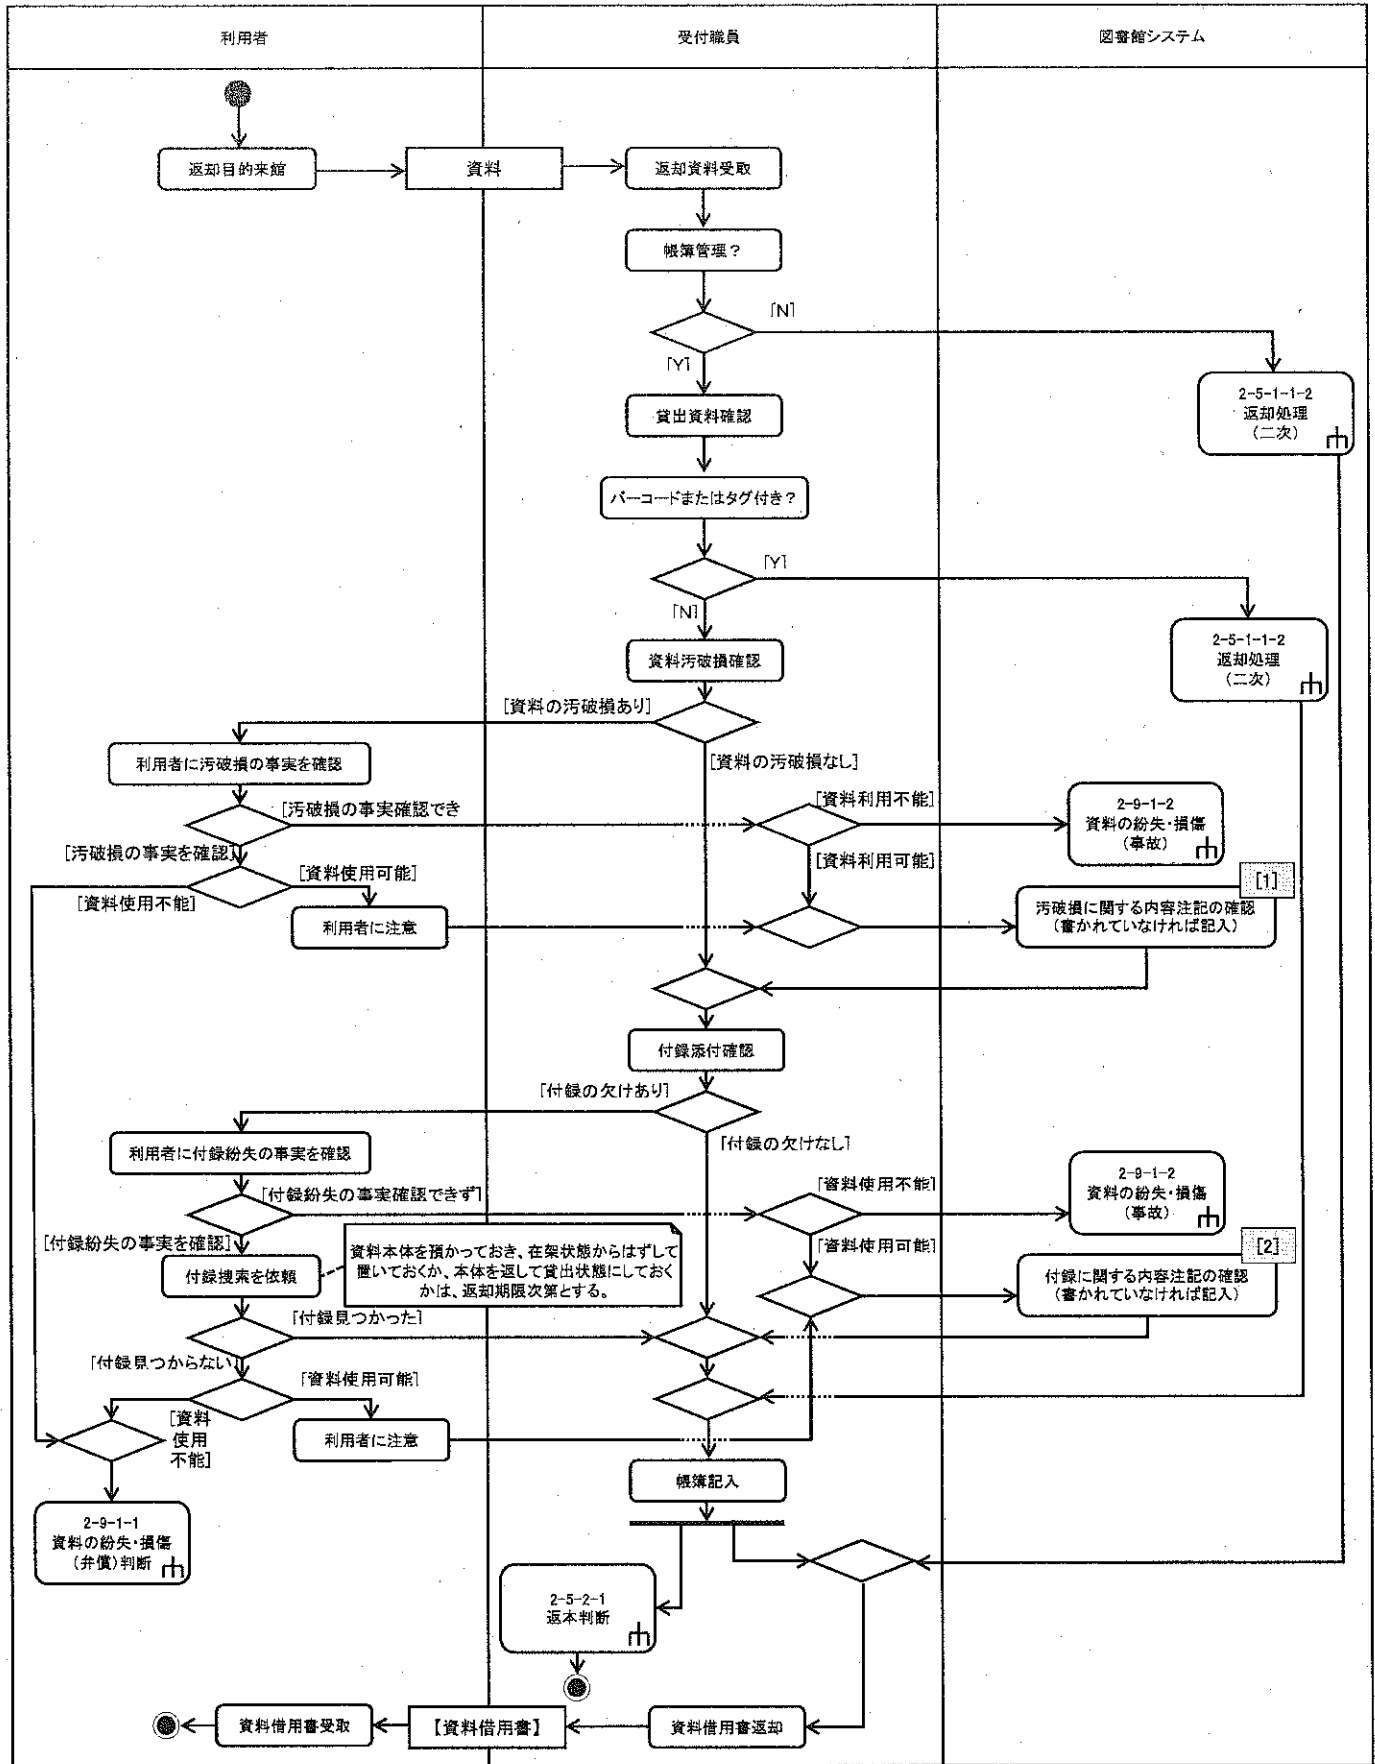 利用者
受付職員
図書館システム
返却目的来館
資料
返却資料受取
帳簿管理?
[N]
[Y]
2-5-1-1-2
返却処理
(二次)
貸出資料確認
バーコードまたはタグ付き?
[Y]
[N]
2-5-1-1-2
返却処理
(二次)
資料汚破損確認
[資料の汚破損あり]
利用者に汚破損の事実を確認
[資料の汚破損なし]
[汚破損の事実確認でき
[資料利用不能]
2-9-1-2
資料の紛失・損傷
(事故)
[汚破損の事実を確認]
[資料使用可能]
[資料利用可能]
[資料使用不能]
[1]
利用者に注意
汚破損に関する内容注記の確認
(書かれていなければ記入)
付録添付確認
[付録の欠けあり]
利用者に付録紛失の事実を確認
[付録の欠けなし]
[付録紛失の事実確認できず]
[資料使用不能]
2-9-1-2
資料の紛失・損傷
(事故)
[付録紛失の事実を確認]
[資料使用可能]
[2]
付録捜索を依頼
資料本体を預かっておき、在架状態からはずして
置いておくか、本体を返して貸出状態にしておく
かは、返却期限次第とする。
付録に関する内容注記の確認
(書かれていなければ記入)
[付録見つかった]
[付録見つからない]
[資料使用可能]
[資料
使用
不能]
利用者に注意
帳簿記入
2-9-1-1
資料の紛失・損傷
(弁償)判断
2-5-2-1
返本判断
資料借用書受取
【資料借用書】
資料借用書返却